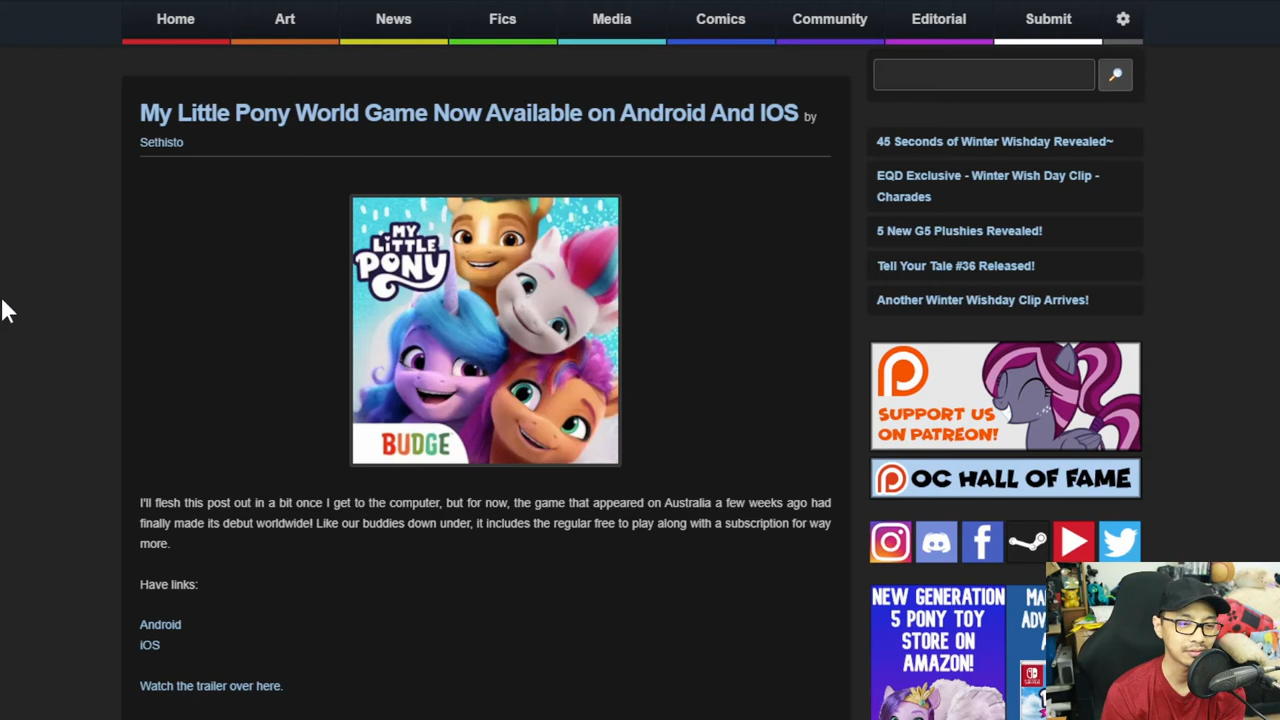 Home Art News Fics Media Comics Community Editorial Submit
My Little Pony World Game Now Available on Android And IOS by
Sethisto
MY
LITTLE
PONY
BUDGE
I'll flesh this post out in a bit once I get to the computer, but for now, the game that appeared on Australia a few weeks ago had
finally made its debut worldwide! Like our buddies down under, it includes the regular free to play along with a subscription for way
more.
Have links:
Android
iOS
Watch the trailer over here.
45 Seconds of Winter Wishday Revealed~
EQD Exclusive - Winter Wish Day Clip -
Charades
5 New G5 Plushies Revealed!
Tell Your Tale #36 Released!
Another Winter Wishday Clip Arrives!
SUPPORT US
ON PATREON!
OC HALL OF FAME
NEW GENERATION
5 PONY TOY
STORE ON
AMAZON!